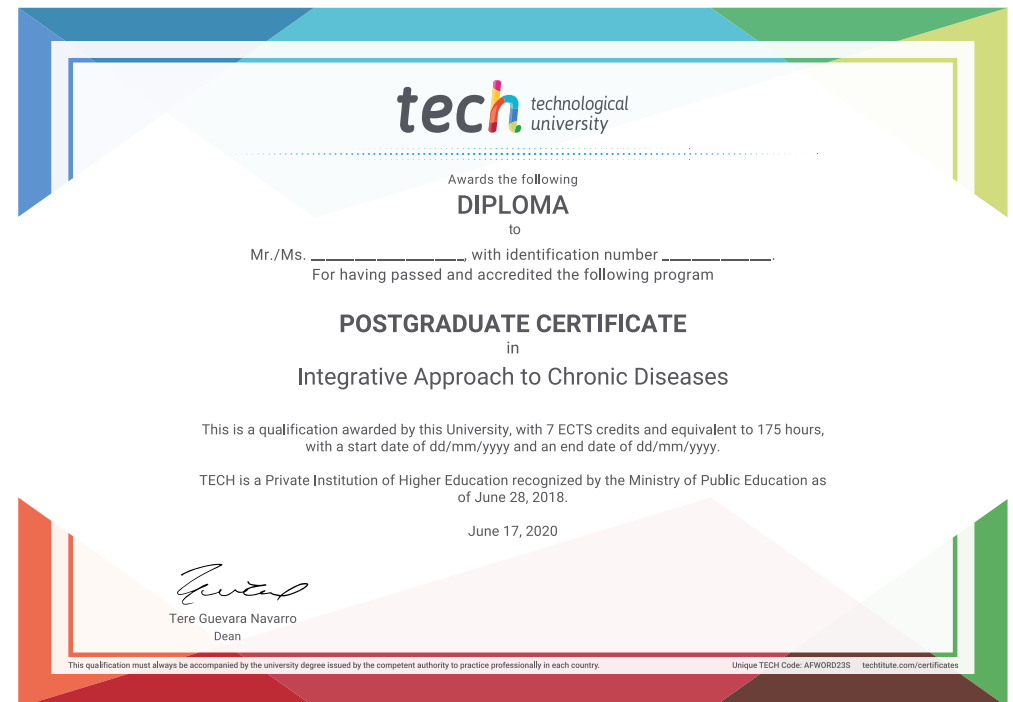 tech technological
university
Awards the following
DIPLOMA
to
Mr./Ms. ________________, with identification number ____________.
For having passed and accredited the following program
POSTGRADUATE CERTIFICATE
in
Integrative Approach to Chronic Diseases
This is a qualification awarded by this University, with 7 ECTS credits and equivalent to 175 hours,
with a start date of dd/mm/yyyy and an end date of dd/mm/yyyy.
TECH is a Private Institution of Higher Education recognized by the Ministry of Public Education as
of June 28, 2018.
June 17, 2020
Tere Guevara Navarro
Dean
This qualification must always be accompanied by the university degree issued by the competent authority to practice professionally in each country. Unique TECH Code: AFWORD23S techtitute.com/certificates